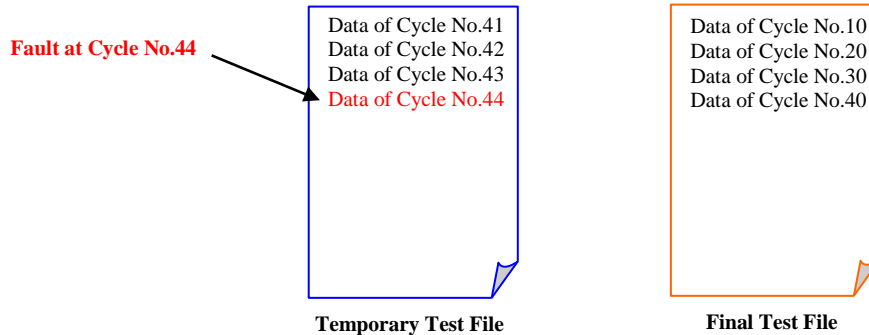 Fault at Cycle No.44
Data of Cycle No.41
Data of Cycle No.42
Data of Cycle No.43
Data of Cycle No.44
Temporary Test File
Data of Cycle No.10
Data of Cycle No.20
Data of Cycle No.30
Data of Cycle No.40
Final Test File